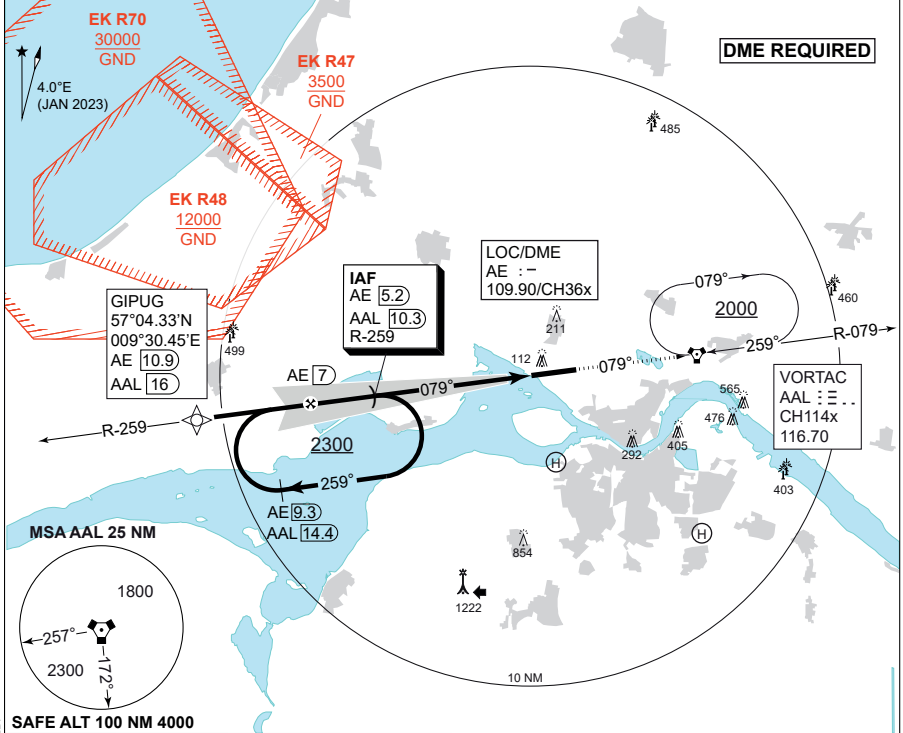 EK R70
30000
GND
EK R47
3500
GND
DME REQUIRED
4.0°E
(JAN 2023)
485
EK R48
12000
GND
LOC/DME
AE : –
109.90/CH36x
IAF
AE 5.2
AAL 10.3
R-259
079°
2000
460
GIPUG
57°04.33'N
009°30.45'E
AE 10.9
AAL 16
499
211
259°
R-079
112
079°
AE 7
079°
VORTAC
AAL
CH114x
116.70
565
476
R-259
2300
292
405
H
259°
403
AE 9.3
AAL 14.4
MSA AAL 25 NM
854
H
1800
1222
257°
2300
172°
10 NM
SAFE ALT 100 NM 4000